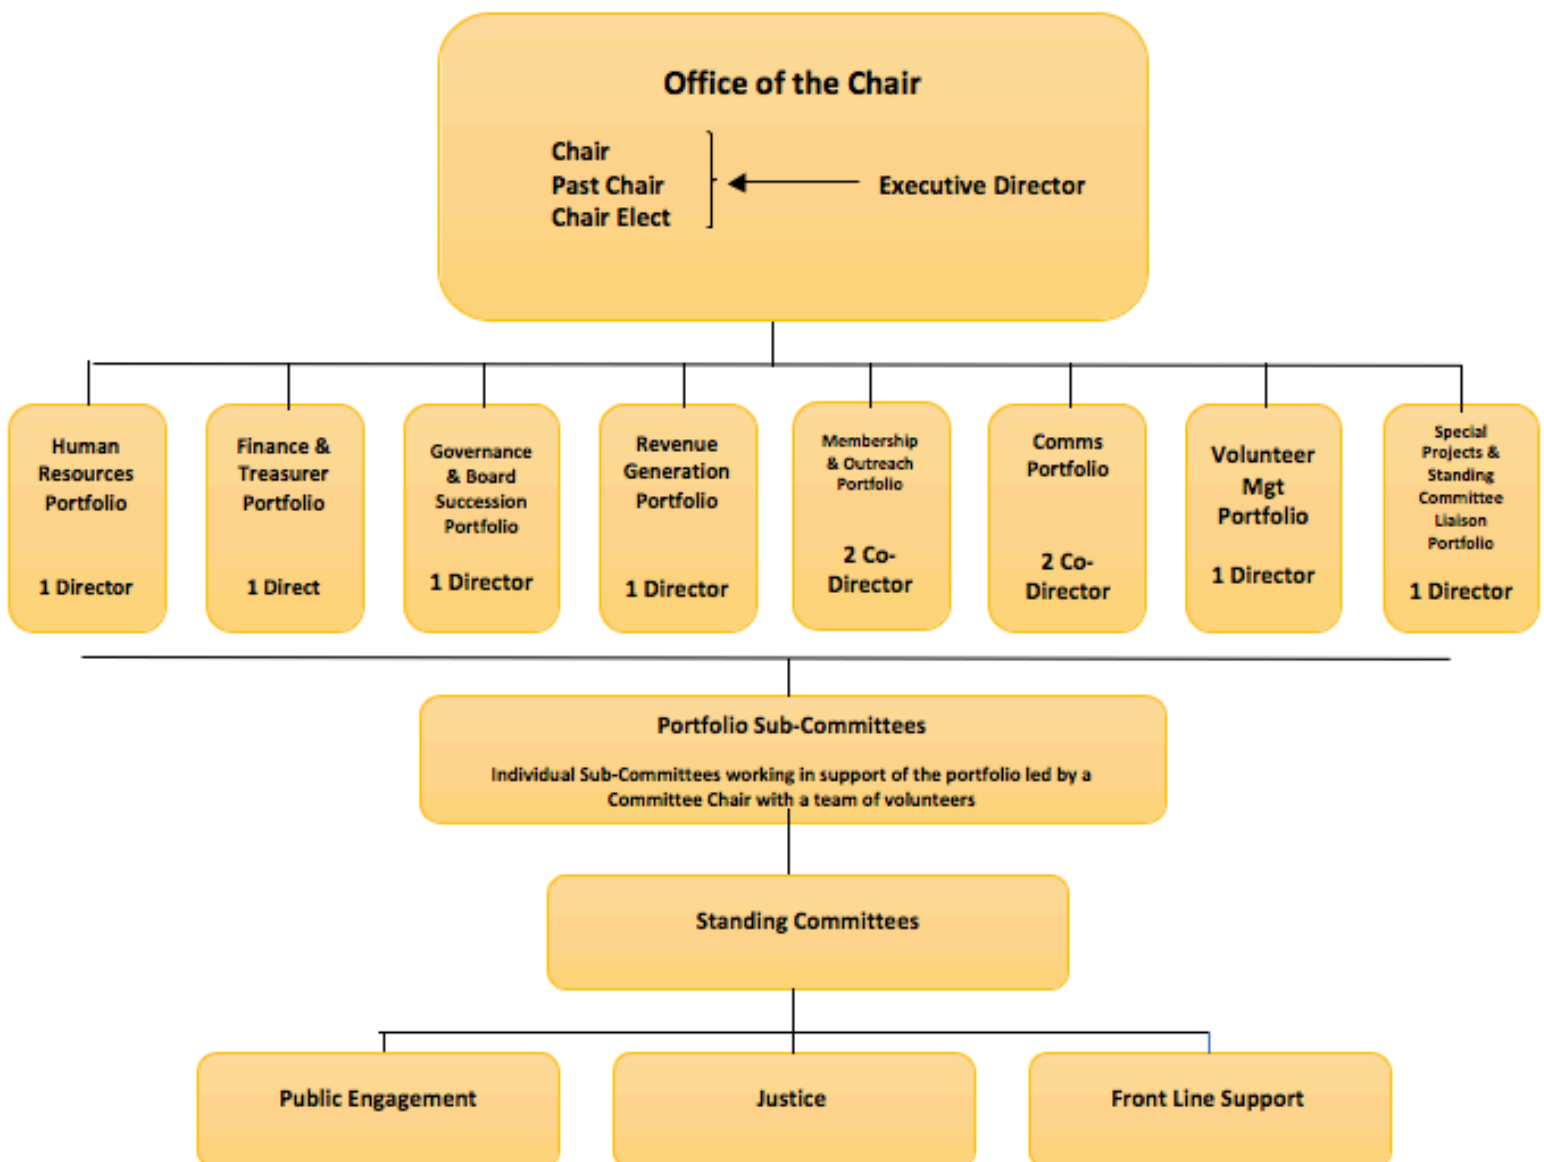 Office of the Chair
Chair
Past Chair
Chair Elect
Executive Director
Human
Resources
Portfolio
1 Director
Finance &
Treasurer
Portfolio
1 Direct
Governance
& Board
Succession
Portfolio
1 Director
Revenue
Generation
Portfolio
1 Director
Membership
& Outreach
Portfolio
2 Co-
Director
Comms
Portfolio
2 Co-
Director
Volunteer
Mgt
Portfolio
1 Director
Special
Projects &
Standing
Committee
Liaison
Portfolio
1 Director
Portfolio Sub-Committees
Individual Sub-Committees working in support of the portfolio led by a
Committee Chair with a team of volunteers
Standing Committees
Public Engagement
Justice
Front Line Support